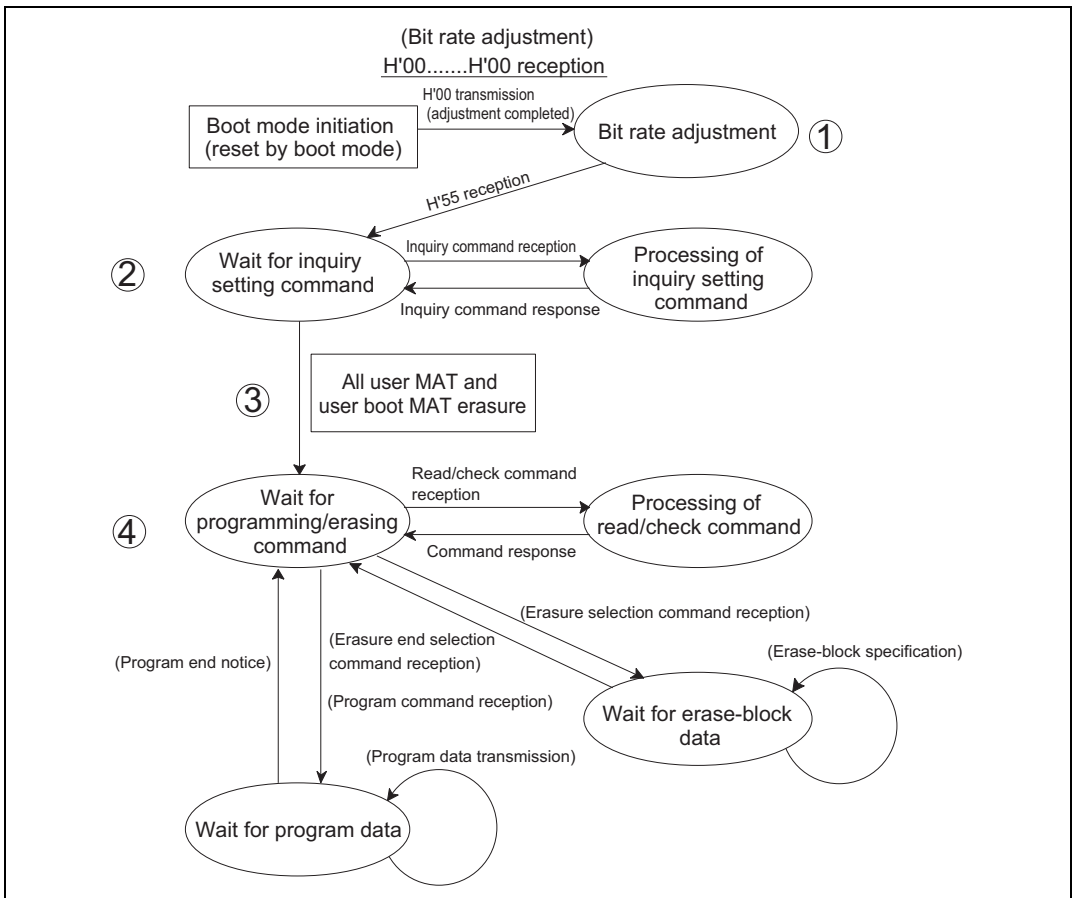 (Bit rate adjustment)
H'00.......H'00 reception
H'00 transmission
(adjustment completed)
Boot mode initiation
(reset by boot mode)
Bit rate adjustment
1
H'55 reception
2
Wait for inquiry
setting command
Inquiry command reception
Processing of
inquiry setting
command
Inquiry command response
3
All user MAT and
user boot MAT erasure
4
Wait for
programming/erasing
command
Read/check command
reception
Processing of
read/check command
Command response
(Erasure selection command reception)
(Program end notice)
(Erasure end selection
command reception)
(Program command reception)
(Erase-block specification)
Wait for erase-block
data
(Program data transmission)
Wait for program data